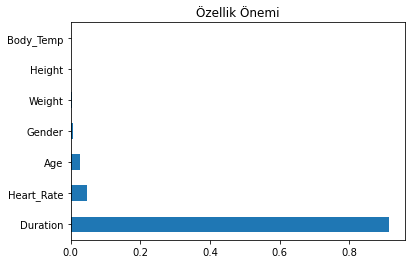 Özellik Önemi
Body_Temp
Height
Weight
Gender
Age
Heart_Rate
Duration
0.0 0.2 0.4 0.6 0.8